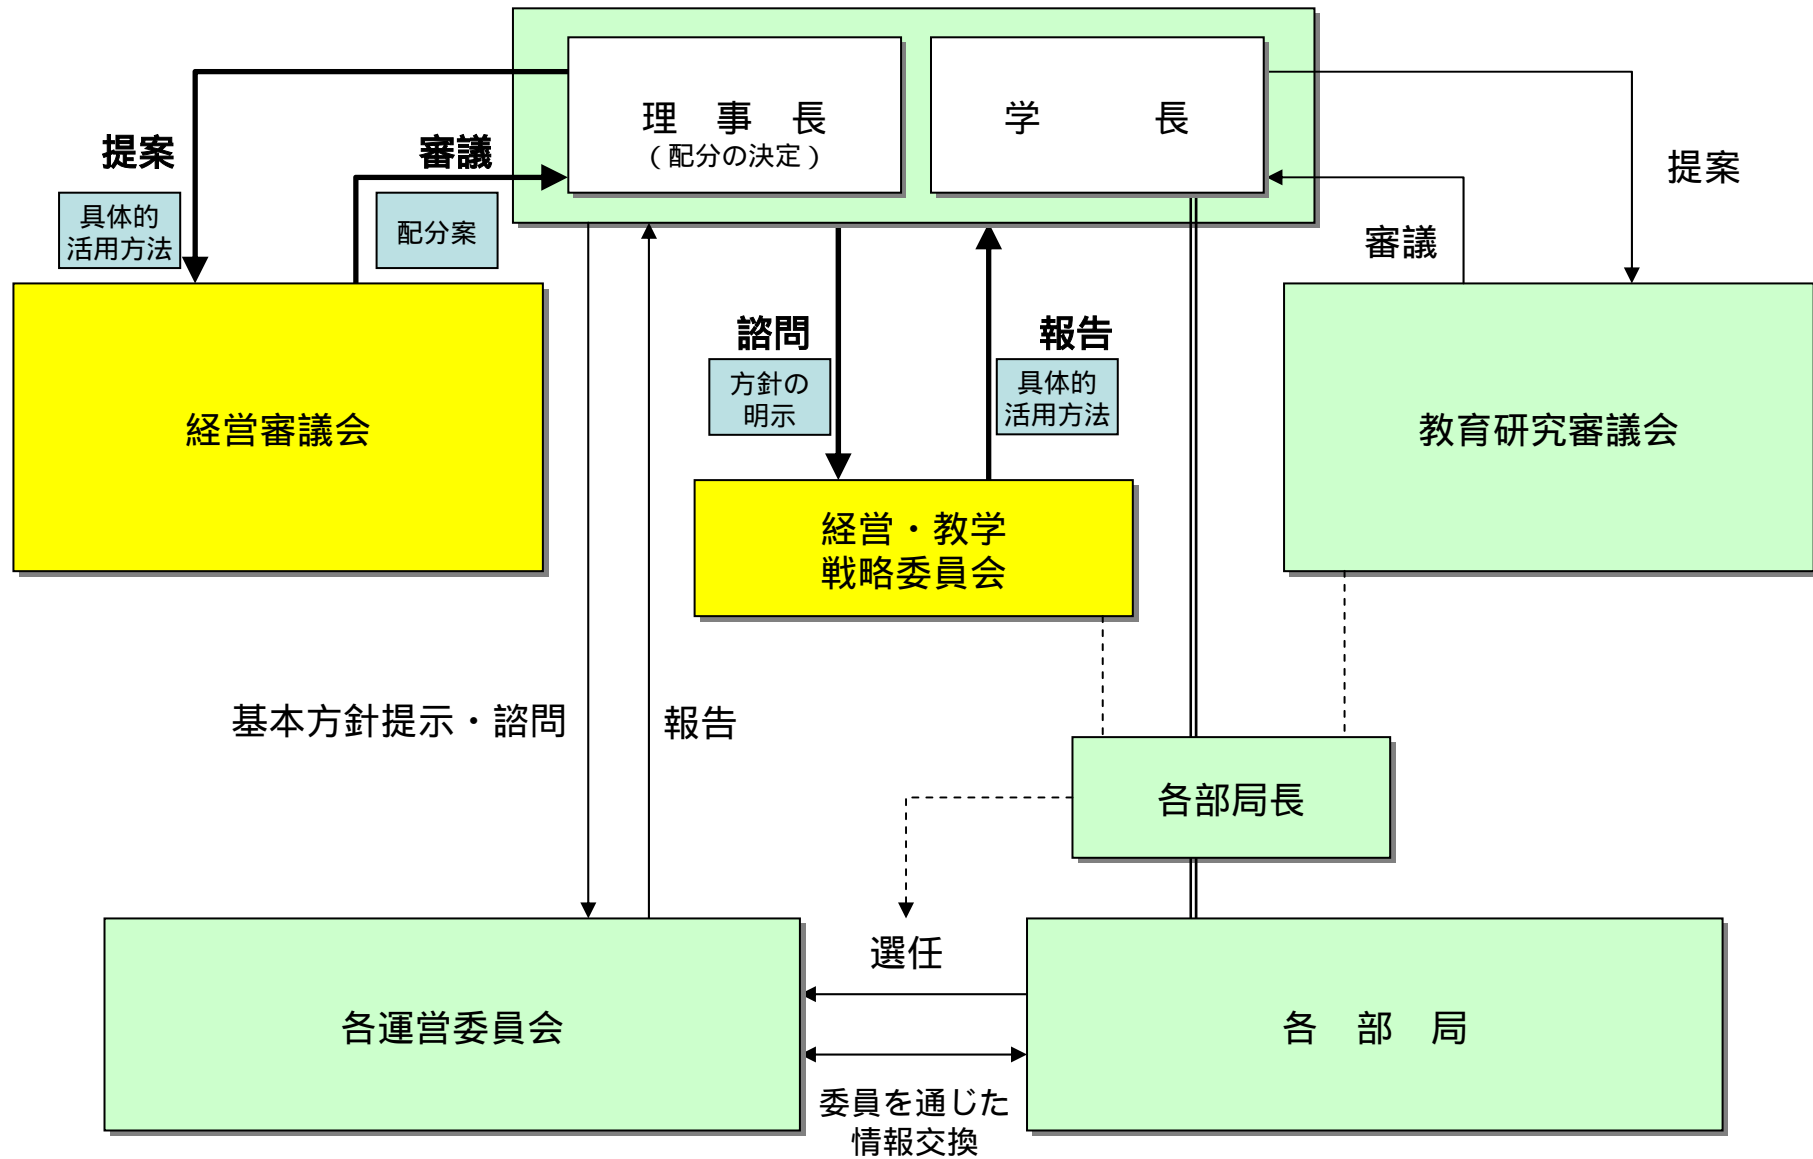 理　事　長
（配分の決定）
学　　　長
提案
審議
具体的
活用方法
配分案
提案
審議
諮問
報告
方針の
明示
具体的
活用方法
経営審議会
教育研究審議会
経営・教学
戦略委員会
基本方針提示・諮問
報告
各部局長
選任
各運営委員会
各　部　局
委員を通じた
情報交換